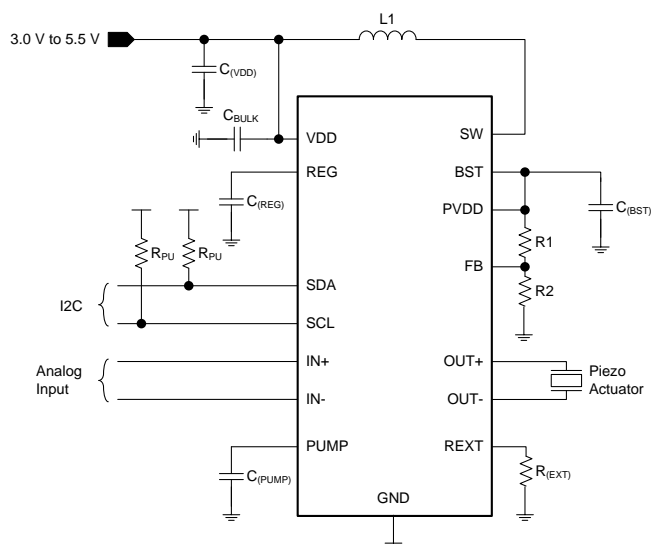 L1
3.0 V to 5.5 V
C(VDD)
CBULK
VDD
SW
REG
BST
C(REG)
PVDD
C(BST)
RPU
RPU
R1
FB
SDA
R2
I2C
SCL
IN+
OUT+
Analog
Input
Piezo
Actuator
IN-
OUT-
PUMP
REXT
C(PUMP)
R(EXT)
GND